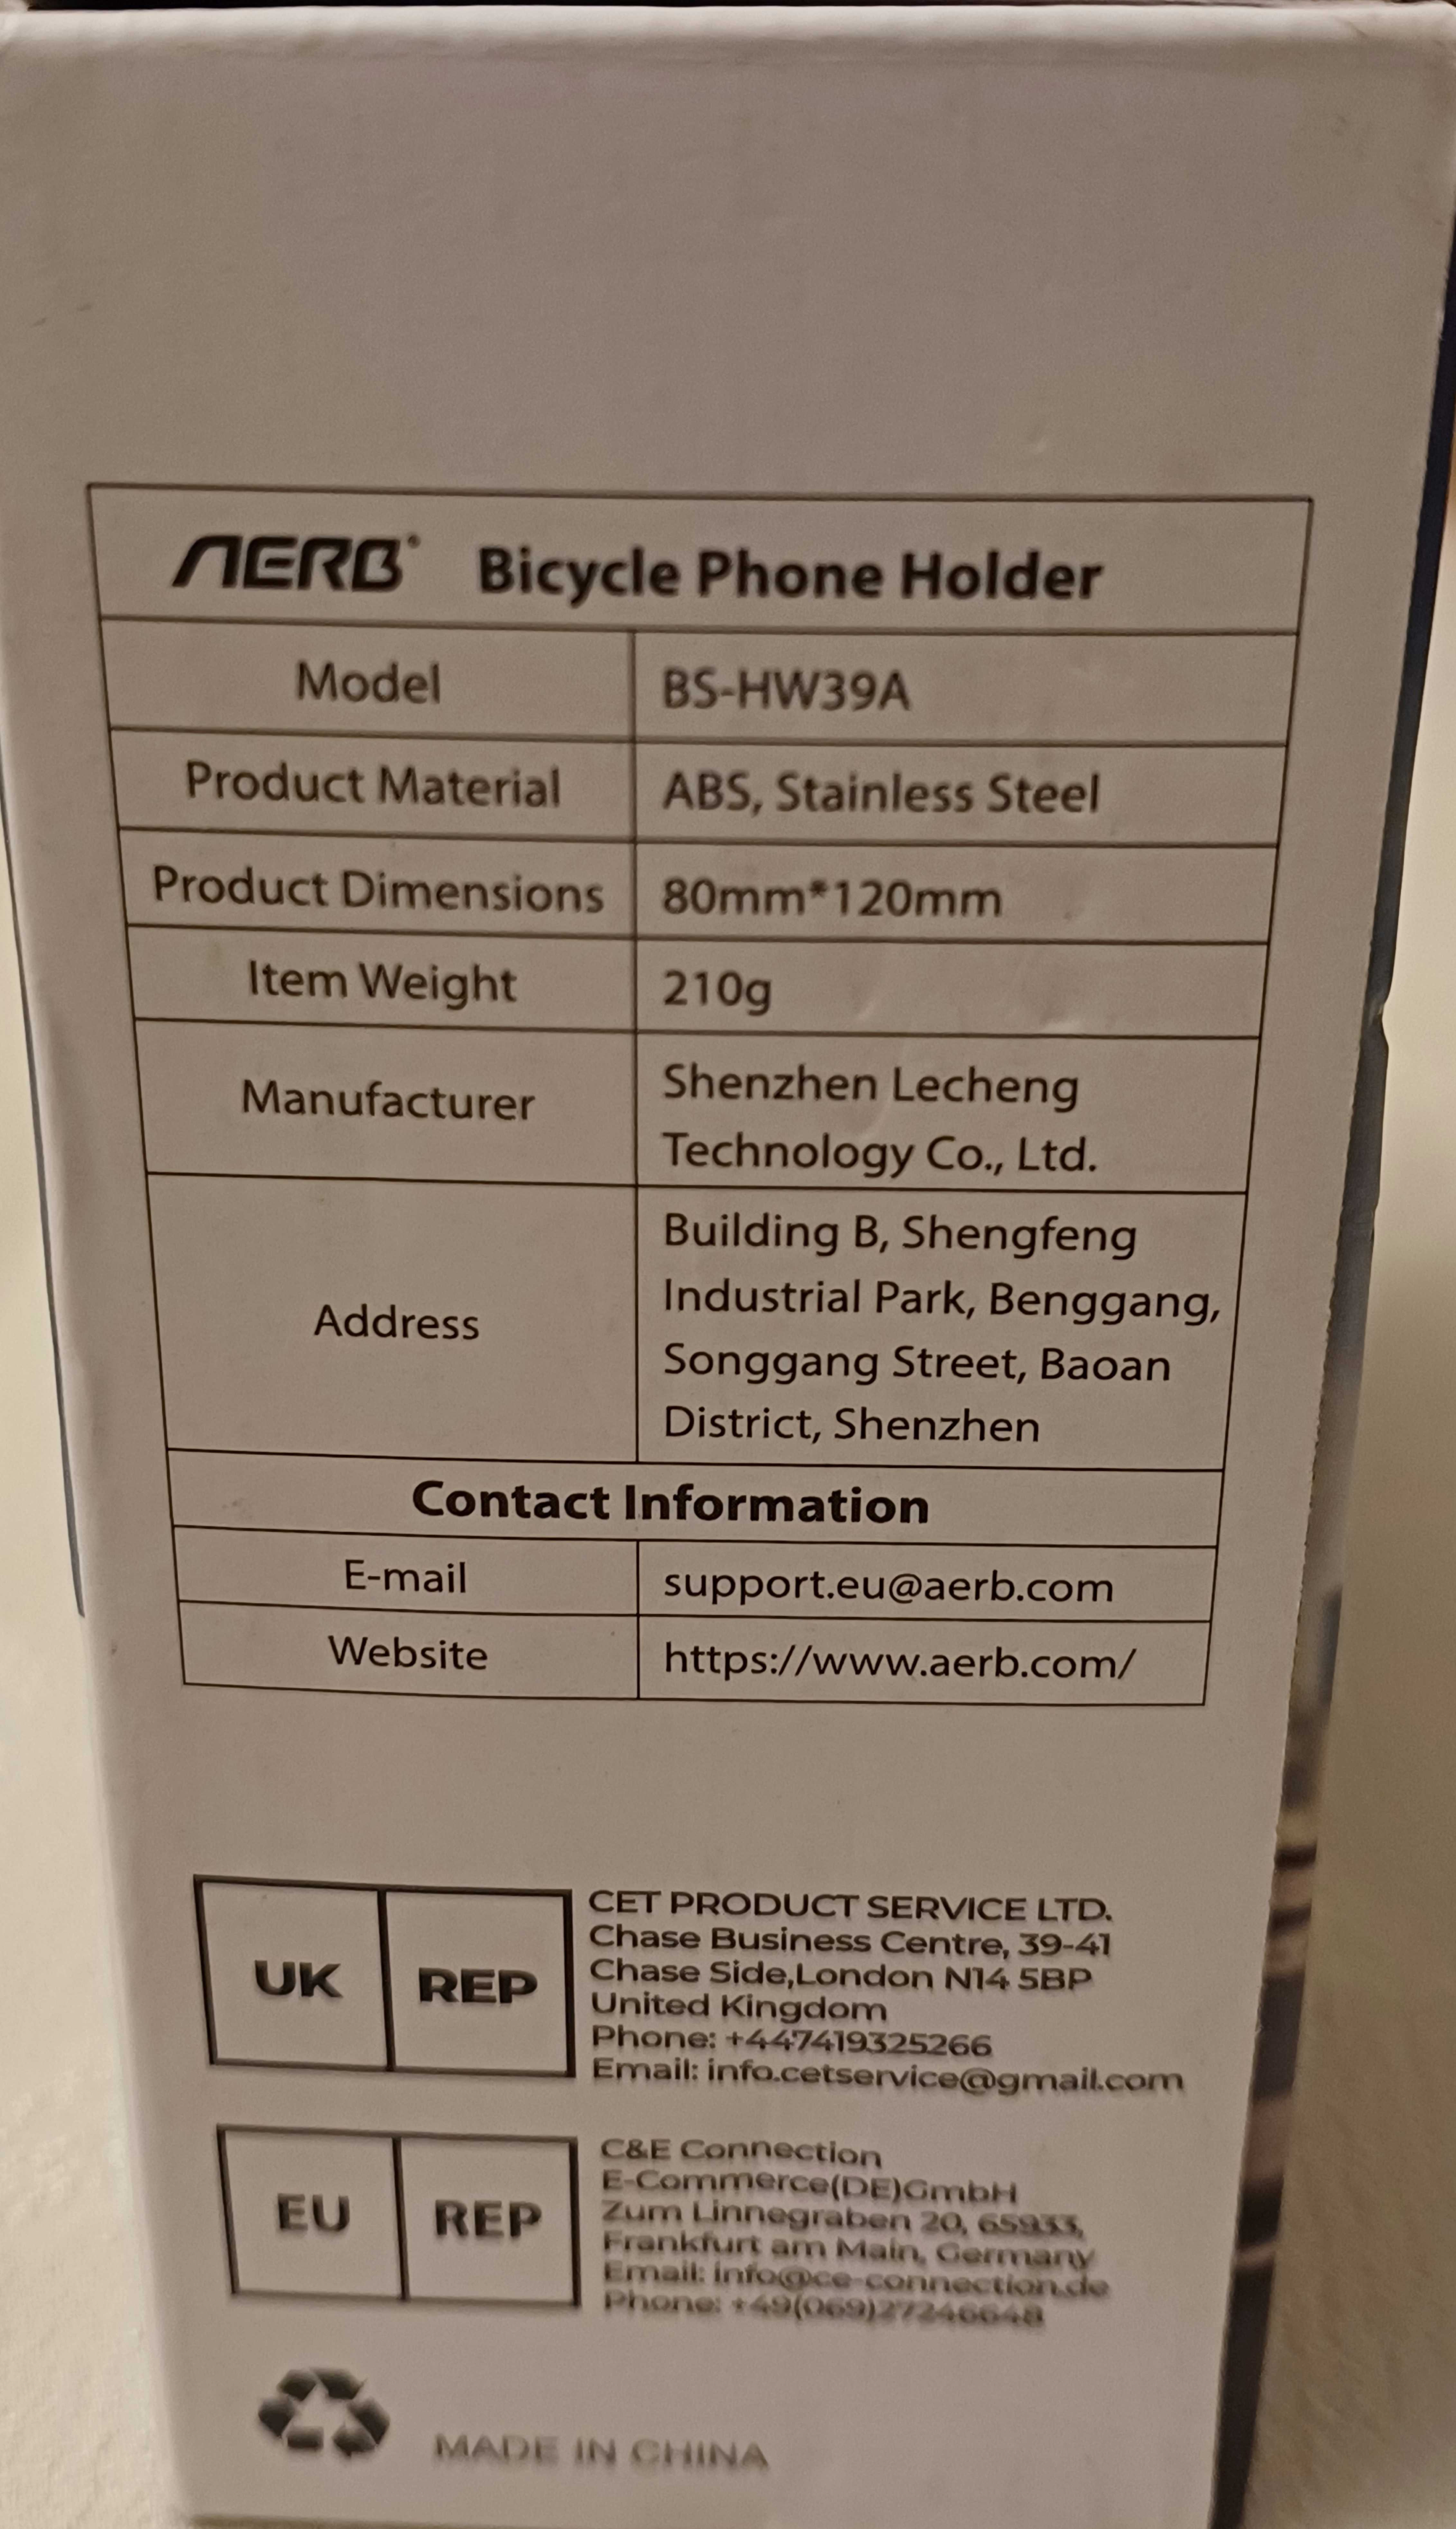 AERB® Bicycle Phone Holder
Model BS-HW39A
Product Material ABS, Stainless Steel
Product Dimensions 80mm*120mm
Item Weight 210g
Manufacturer Shenzhen Lecheng
Technology Co., Ltd.
Address Building B, Shengfeng
Industrial Park, Benggang,
Songgang Street, Baoan
District, Shenzhen
Contact Information
E-mail support.eu@aerb.com
Website https://www.aerb.com/
UK REP CET PRODUCT SERVICE LTD.
Chase Business Centre, 39-41
Chase Side,London N14 5BP
United Kingdom
Phone: +447419325266
Email: info.cetservice@gmail.com
EU REP C&E Connection
E-Commerce(DE)GmbH
Zum Linnegraben 20, 65933,
Frankfurt am Main, Germany
Email: info@ce-connection.de
Phone: +49(069)27246648
MADE IN CHINA